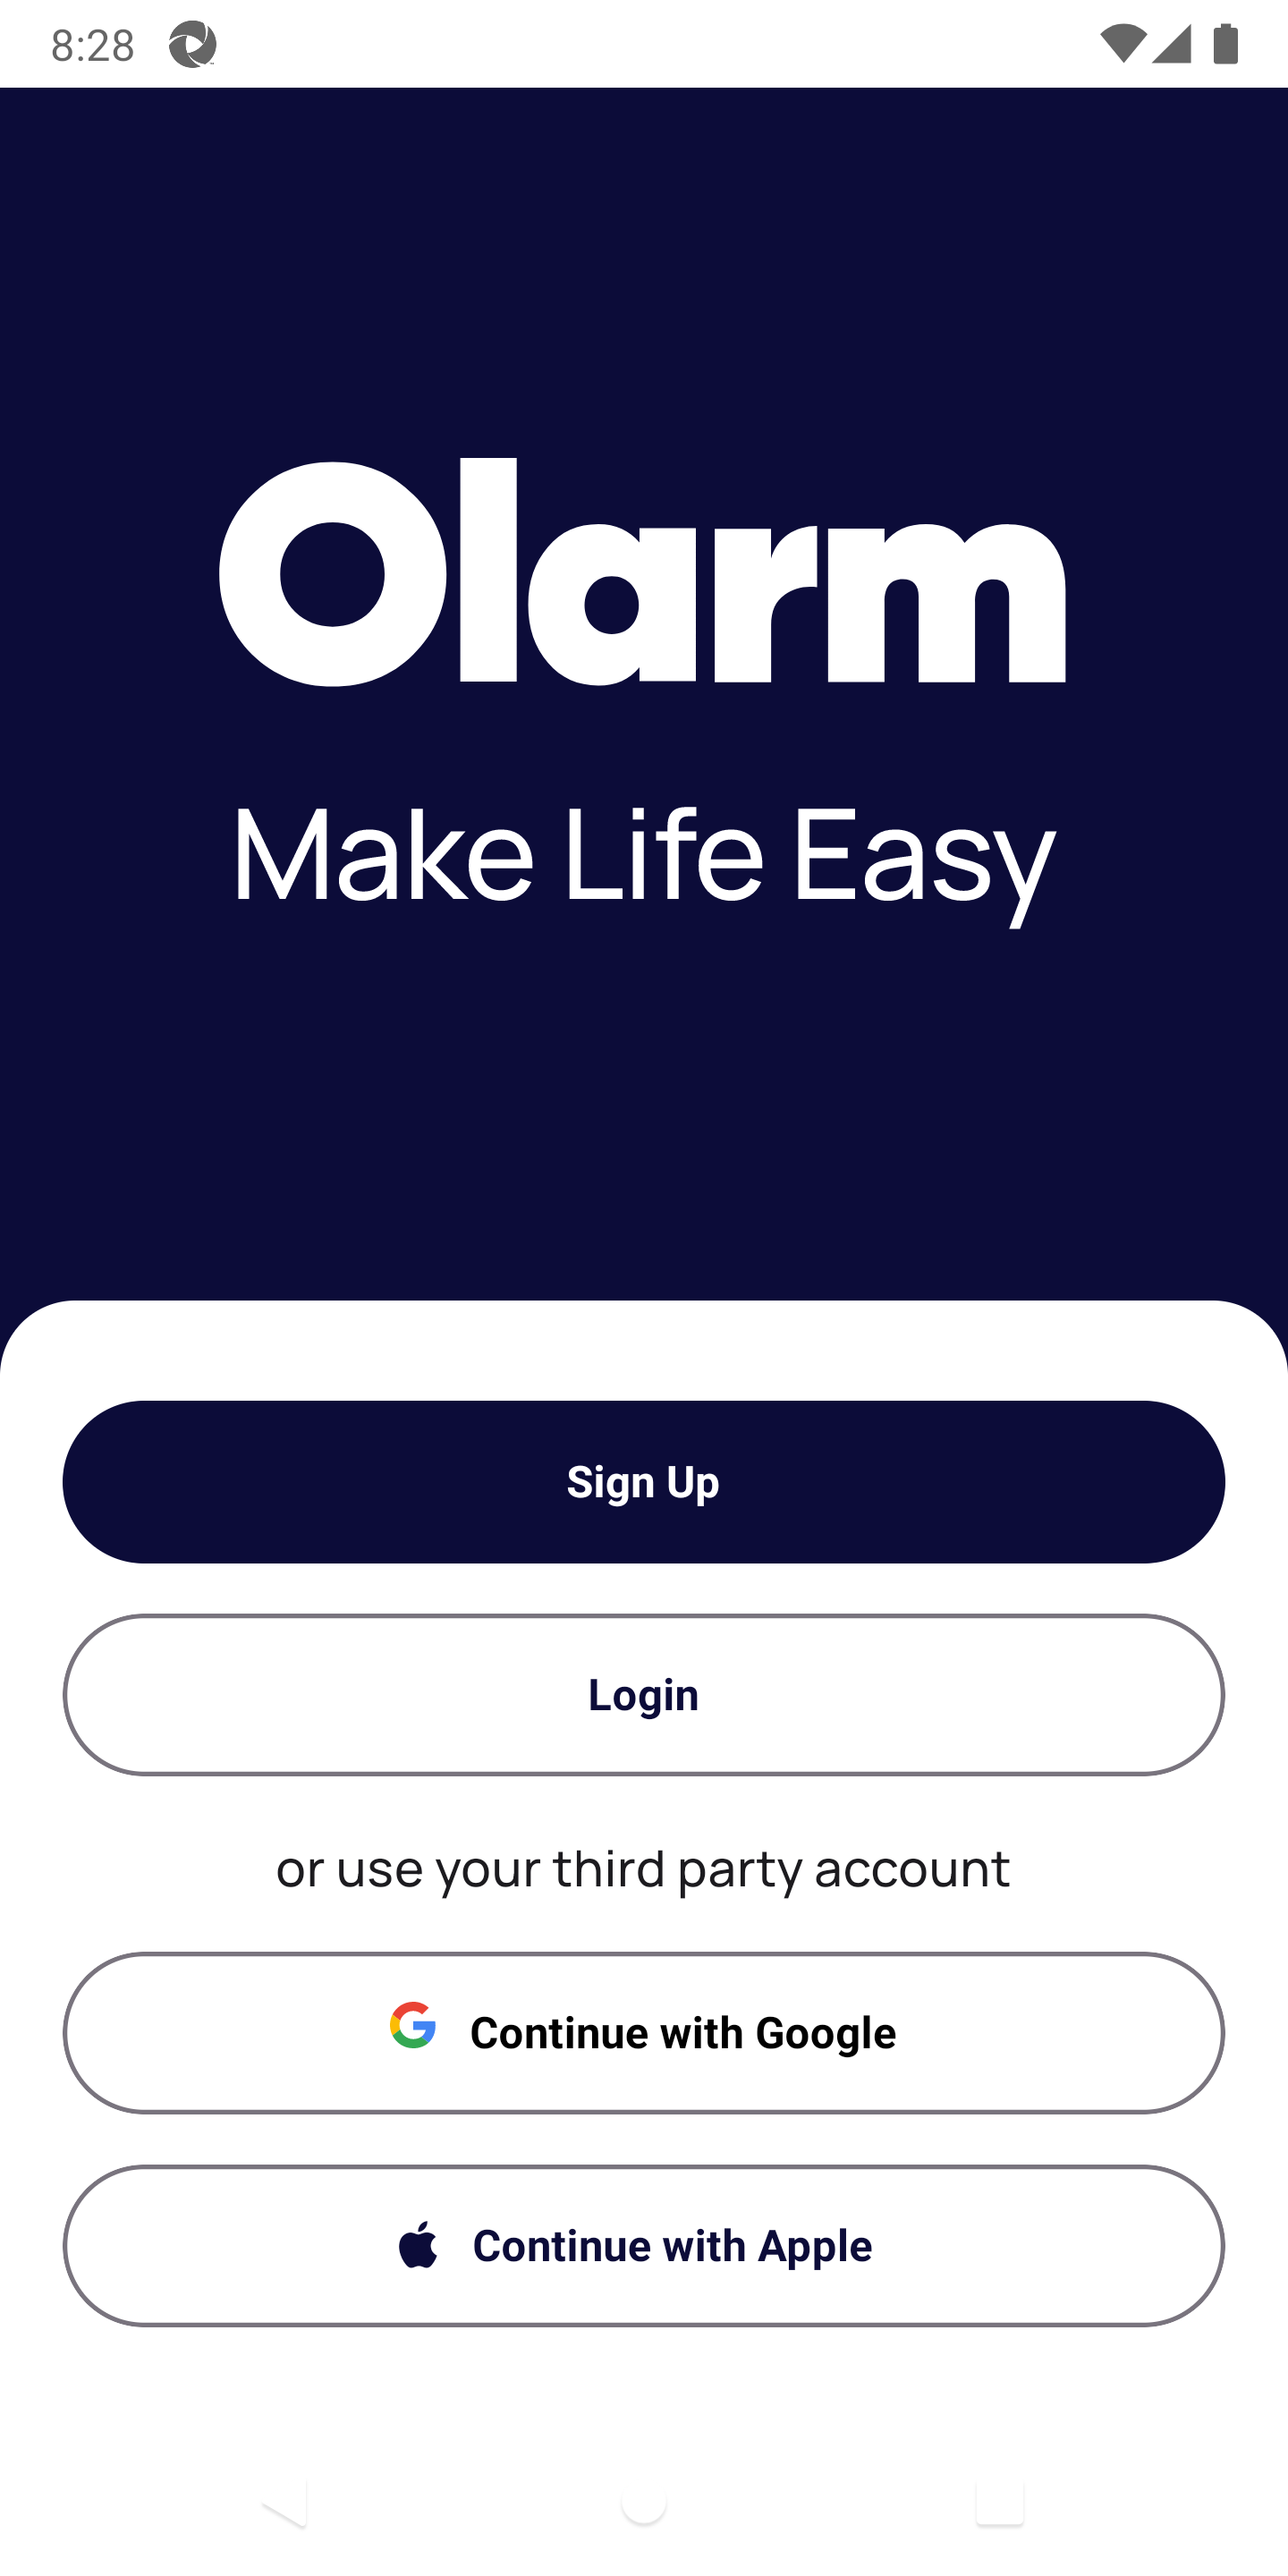 8:28
Olarm
Make Life Easy
Sign Up
Login
or use your third party account
Continue with Google
Continue with Apple